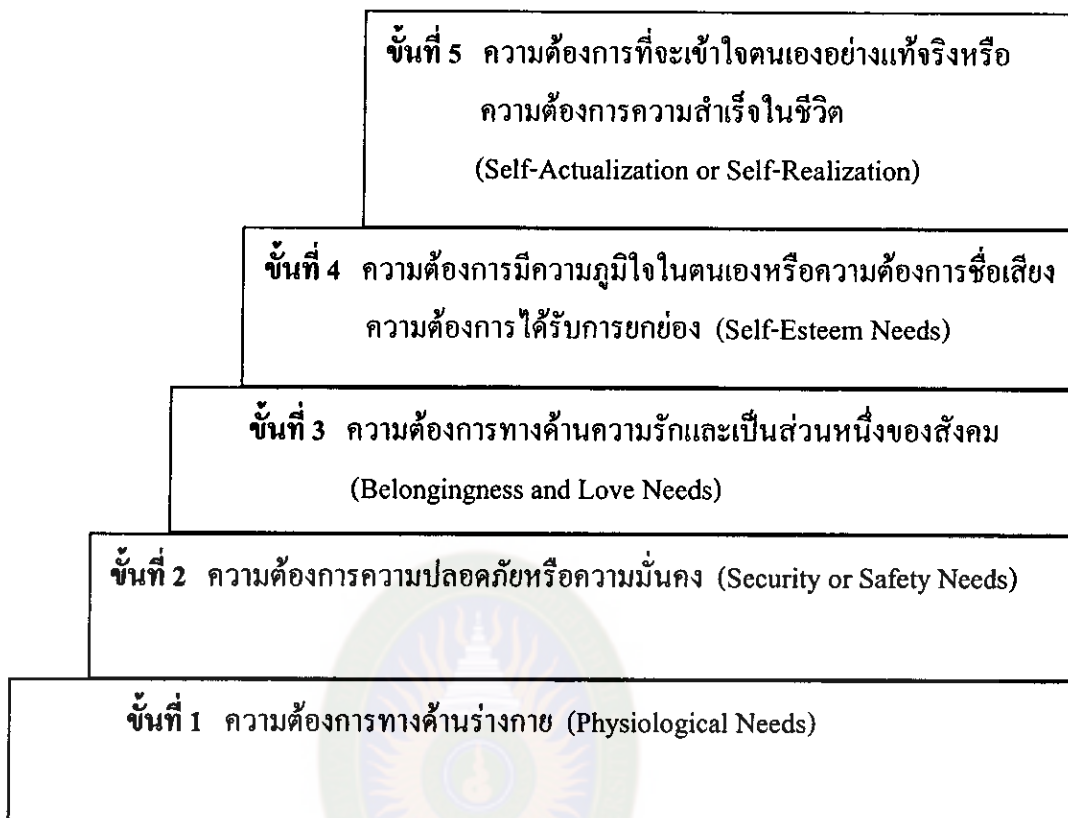 ขั้นที่ 5 ความต้องการที่จะเข้าใจตนเองอย่างแท้จริงหรือ
ความต้องการความสำเร็จในชีวิต
(Self-Actualization or Self-Realization)
ขั้นที่ 4 ความต้องการมีความภูมิใจในตนเองหรือความต้องการชื่อเสียง
ความต้องการได้รับการยกย่อง (Self-Esteem Needs)
ขั้นที่ 3 ความต้องการทางด้านความรักและเป็นส่วนหนึ่งของสังคม
(Belongingness and Love Needs)
ขั้นที่ 2 ความต้องการความปลอดภัยหรือความมั่นคง (Security or Safety Needs)
ขั้นที่ 1 ความต้องการทางด้านร่างกาย (Physiological Needs)